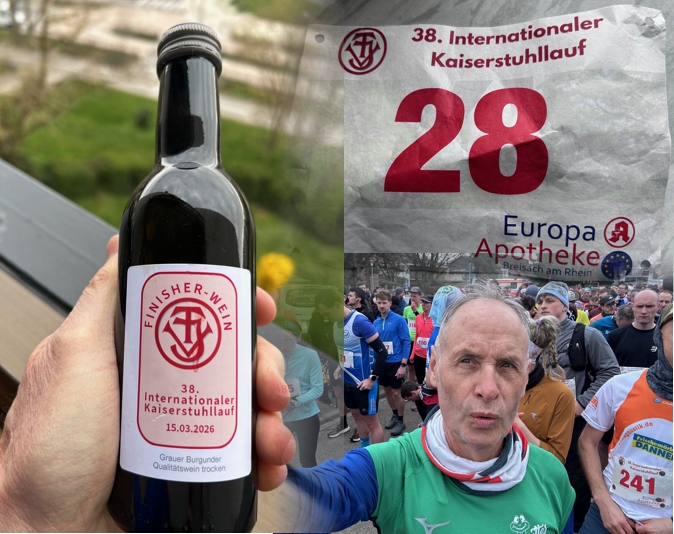 FINISHER-WEIN
38.
Internationaler
Kaiserstuhllauf
15.03.2026
Grauer Burgunder
Qualitätswein trocken
38. Internationaler
Kaiserstuhllauf
28
Europa
Apotheke
Breisach am Rhein
DANNER
241